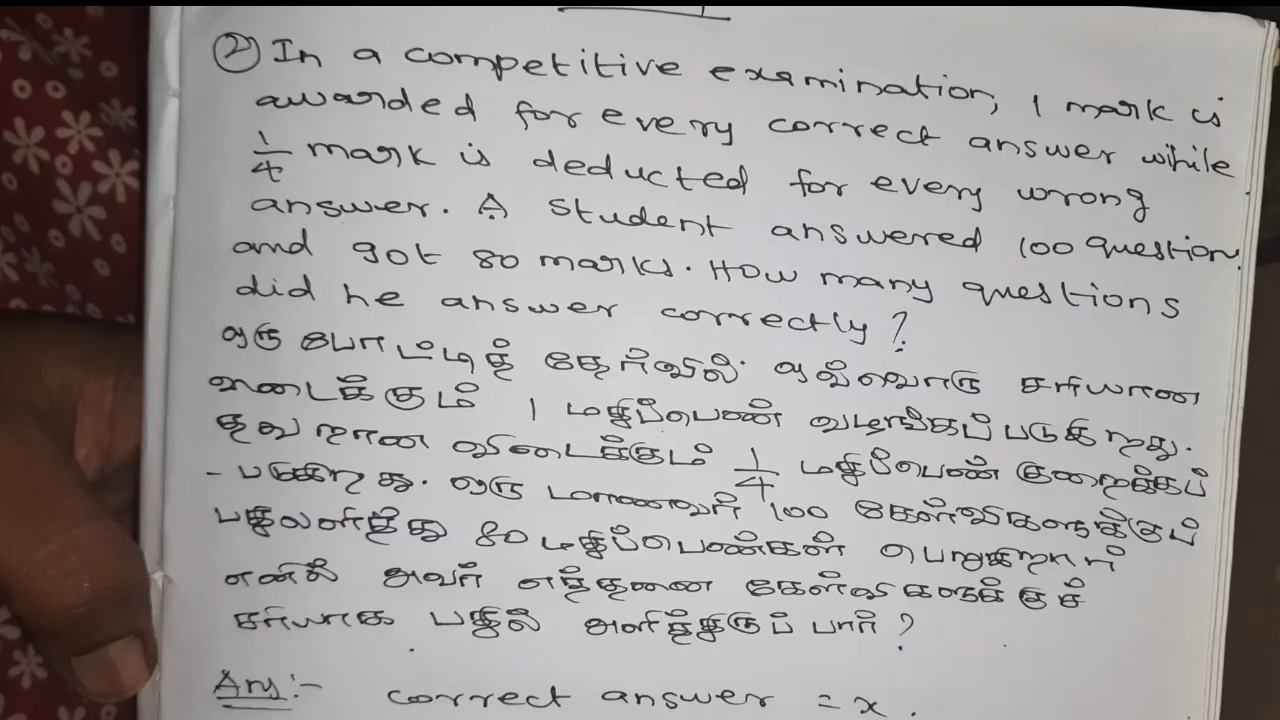 ② In a competitive examination, 1 mark is
awarded for every correct answer while
1/4 mark is deducted for every wrong
answer. A student answered 100 question.
and got 80 marks. How many questions
did he answer correctly?
ஒரு போட்டித் தேர்வில் ஒவ்வொரு சரியான
விடைக்கும் 1 மதிப்பெண் வழங்கப் படுகிறது.
தவறான விடைக்கும் 1/4 மதிப்பெண் குறைக்கப்
- படுகிறது. ஒரு மாணவர் 100 கேள்விகளுக்கும்
பதிலளித்து 80 மதிப்பெண்கள் பெறுகிறார்
எனில் அவர் எத்தனை கேள்விகளுக்குச்
சரியாக பதில் அளித்திருப் பார்?
Ans:- correct answer = x.